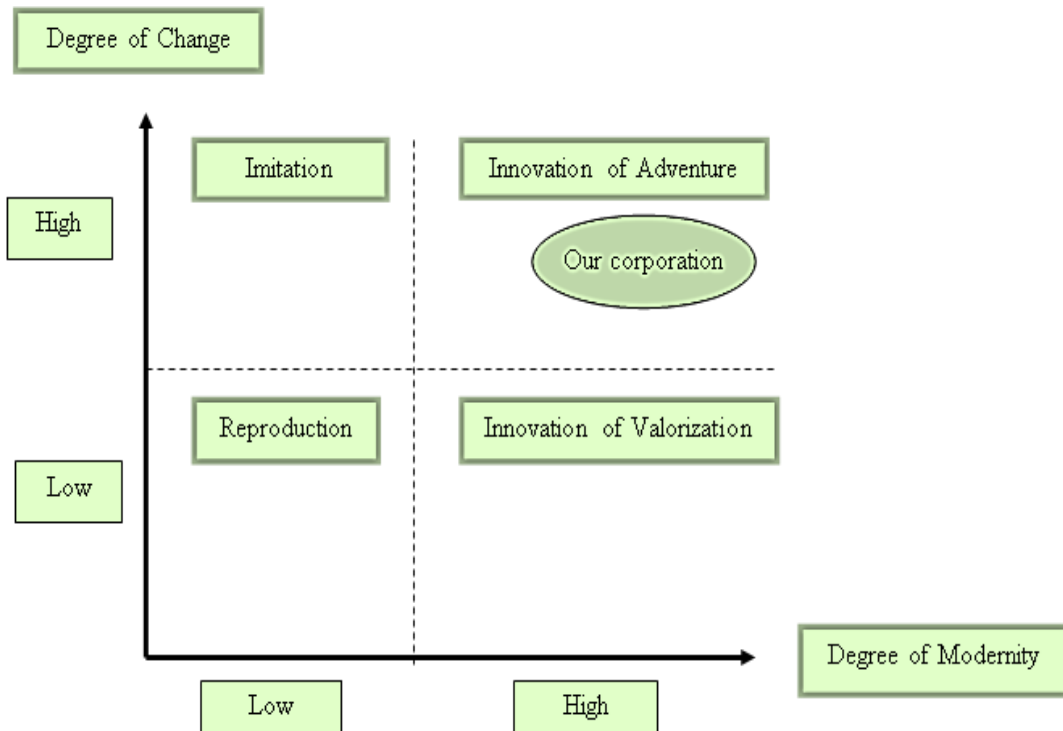 Degree of Change
Imitation
Innovation of Adventure
High
Our corporation
Reproduction
Innovation of Valorization
Low
Degree of Modernity
Low
High